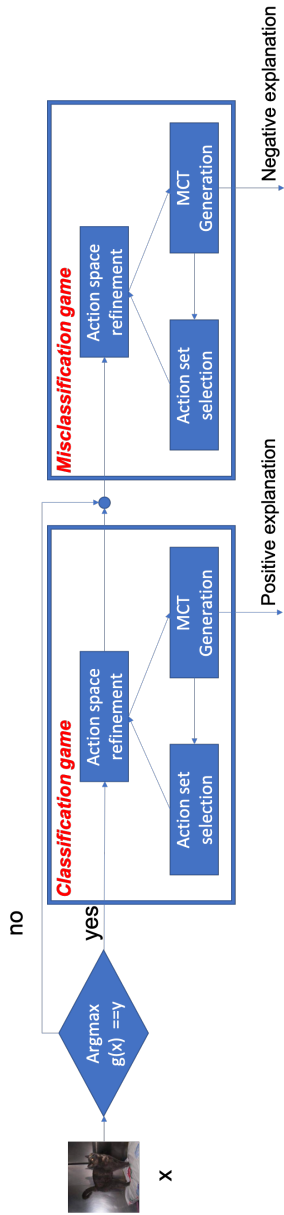 x
Argmax
g(x) ==y
no
yes
Classification game
Action space
refinement
Action set
selection
MCT
Generation
Positive explanation
Misclassification game
Action space
refinement
Action set
selection
MCT
Generation
Negative explanation